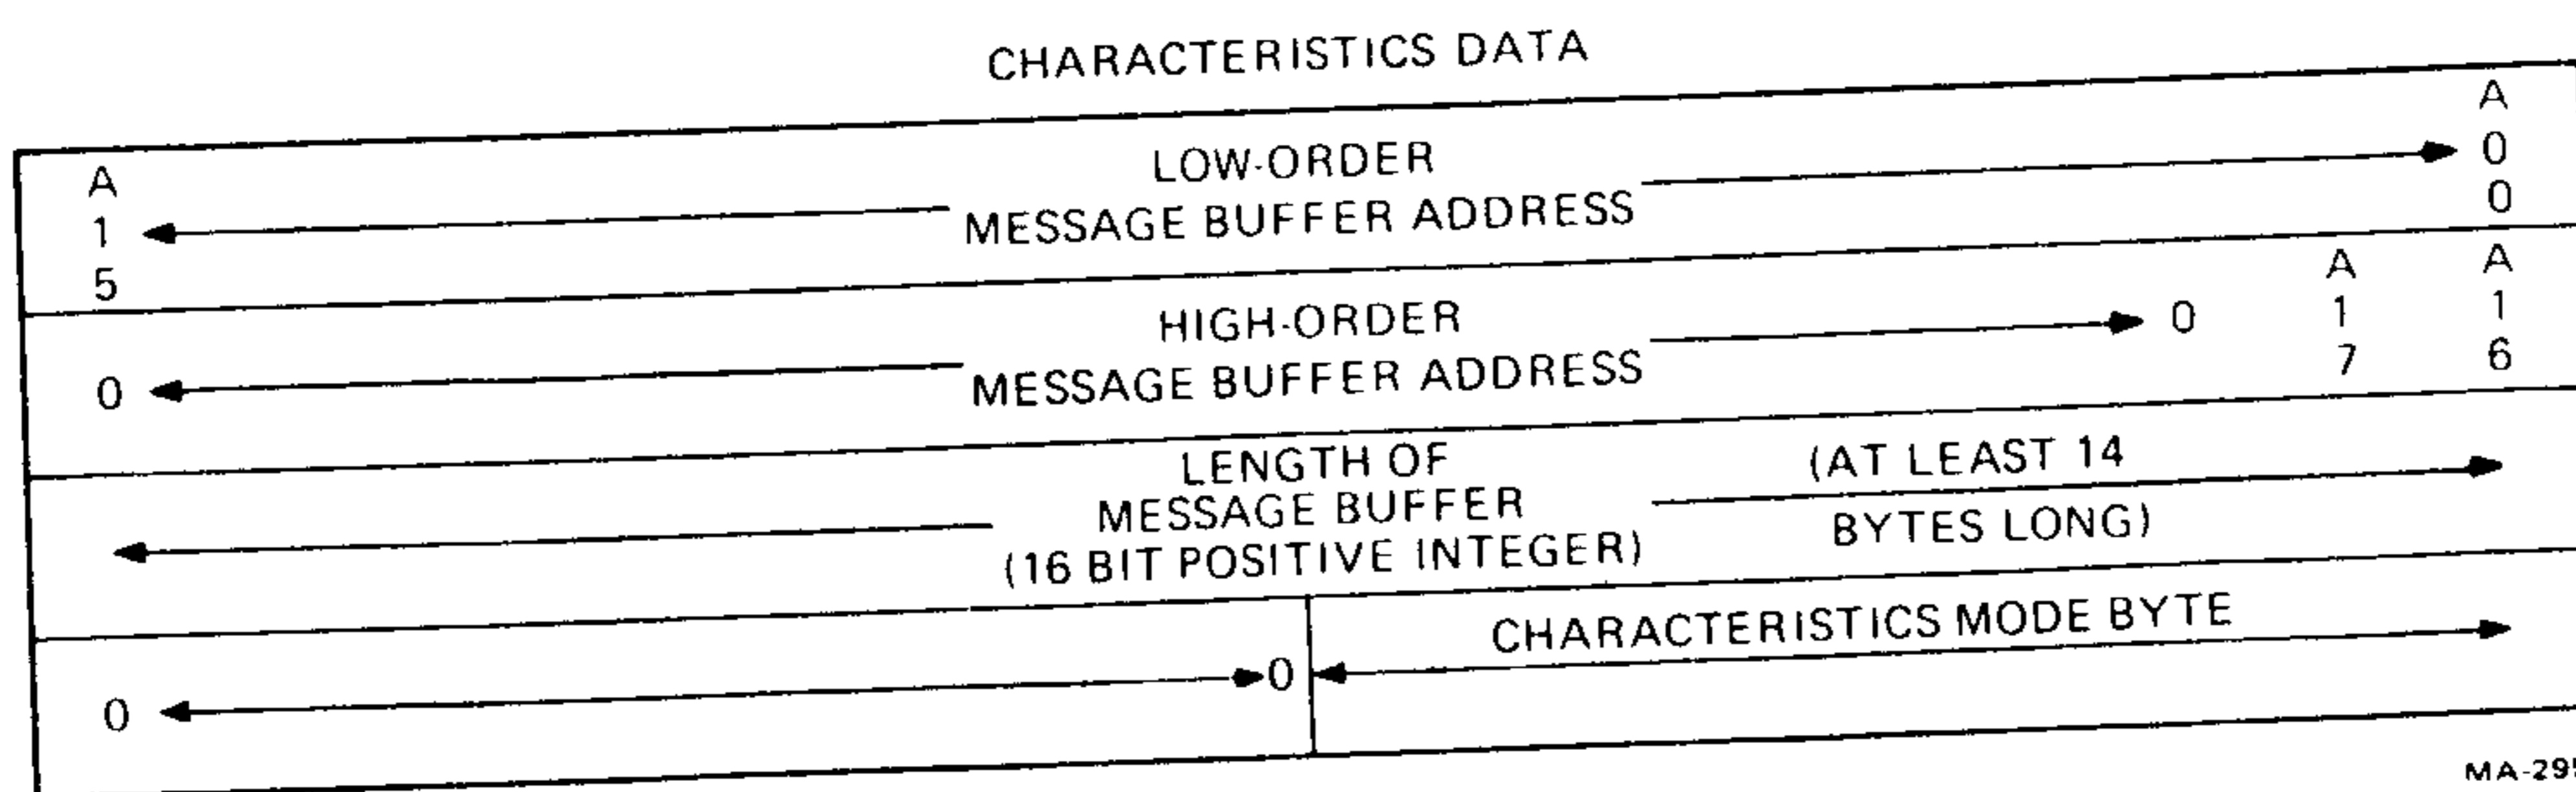 CHARACTERISTICS DATA
A
1
5
LOW-ORDER
MESSAGE BUFFER ADDRESS
A
0
0
0
HIGH-ORDER
MESSAGE BUFFER ADDRESS
0
A
1
7
A
1
6
LENGTH OF
MESSAGE BUFFER
(16 BIT POSITIVE INTEGER)
(AT LEAST 14
BYTES LONG)
0
0
CHARACTERISTICS MODE BYTE